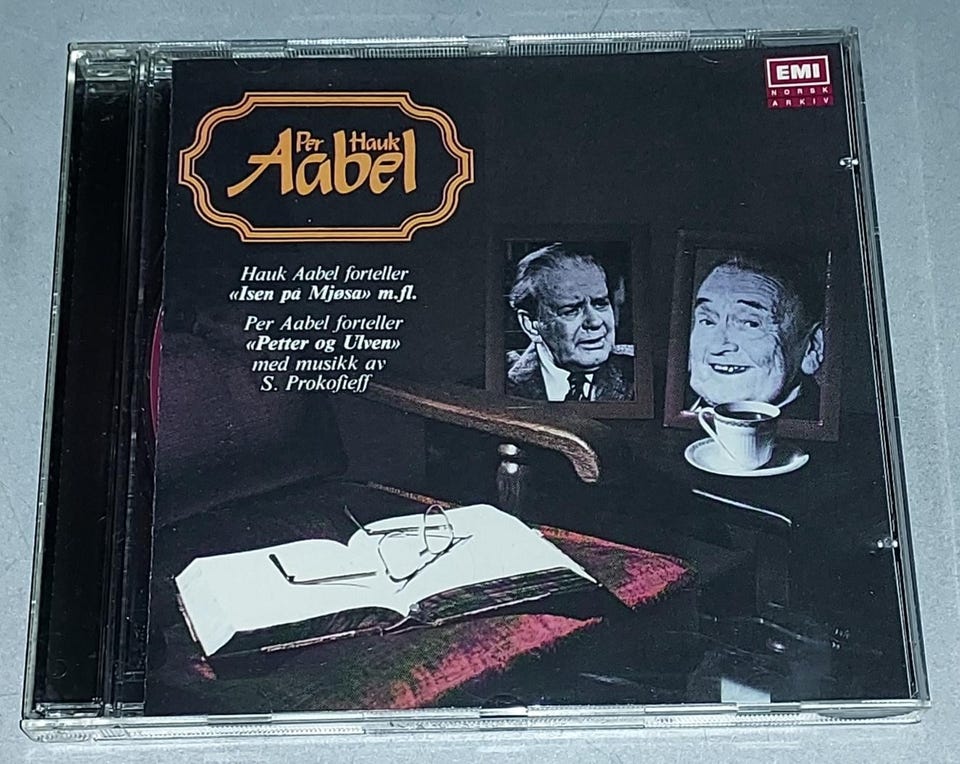 EMI
NORSK
ARKIV
Per Hauk
Aabel
Hauk Aabel forteller
«Isen på Mjøsa» m.fl.
Per Aabel forteller
«Petter og Ulven»
med musikk av
S. Prokofieff